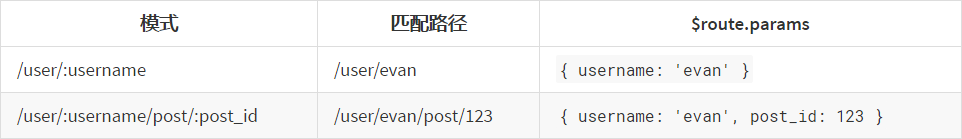 模式 匹配路径 $route.params
/user/:username /user/evan { username: 'evan' }
/user/:username/post/:post_id /user/evan/post/123 { username: 'evan', post_id: 123 }